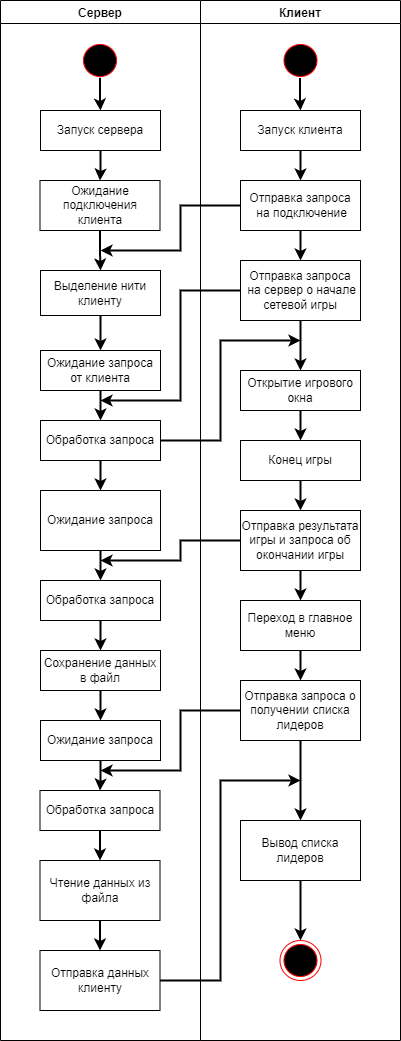 Сервер
Клиент
Запуск сервера
Запуск клиента
Ожидание
подключения
клиента
Отправка запроса
на подключение
Выделение нити
клиенту
Отправка запроса
на сервер о начале
сетевой игры
Ожидание запроса
от клиента
Открытие игрового
окна
Обработка запроса
Конец игры
Ожидание запроса
Отправка результата
игры и запроса об
окончании игры
Обработка запроса
Переход в главное
меню
Сохранение данных
в файл
Отправка запроса о
получении списка
лидеров
Ожидание запроса
Обработка запроса
Вывод списка
лидеров
Чтение данных из
файла
Отправка данных
клиенту